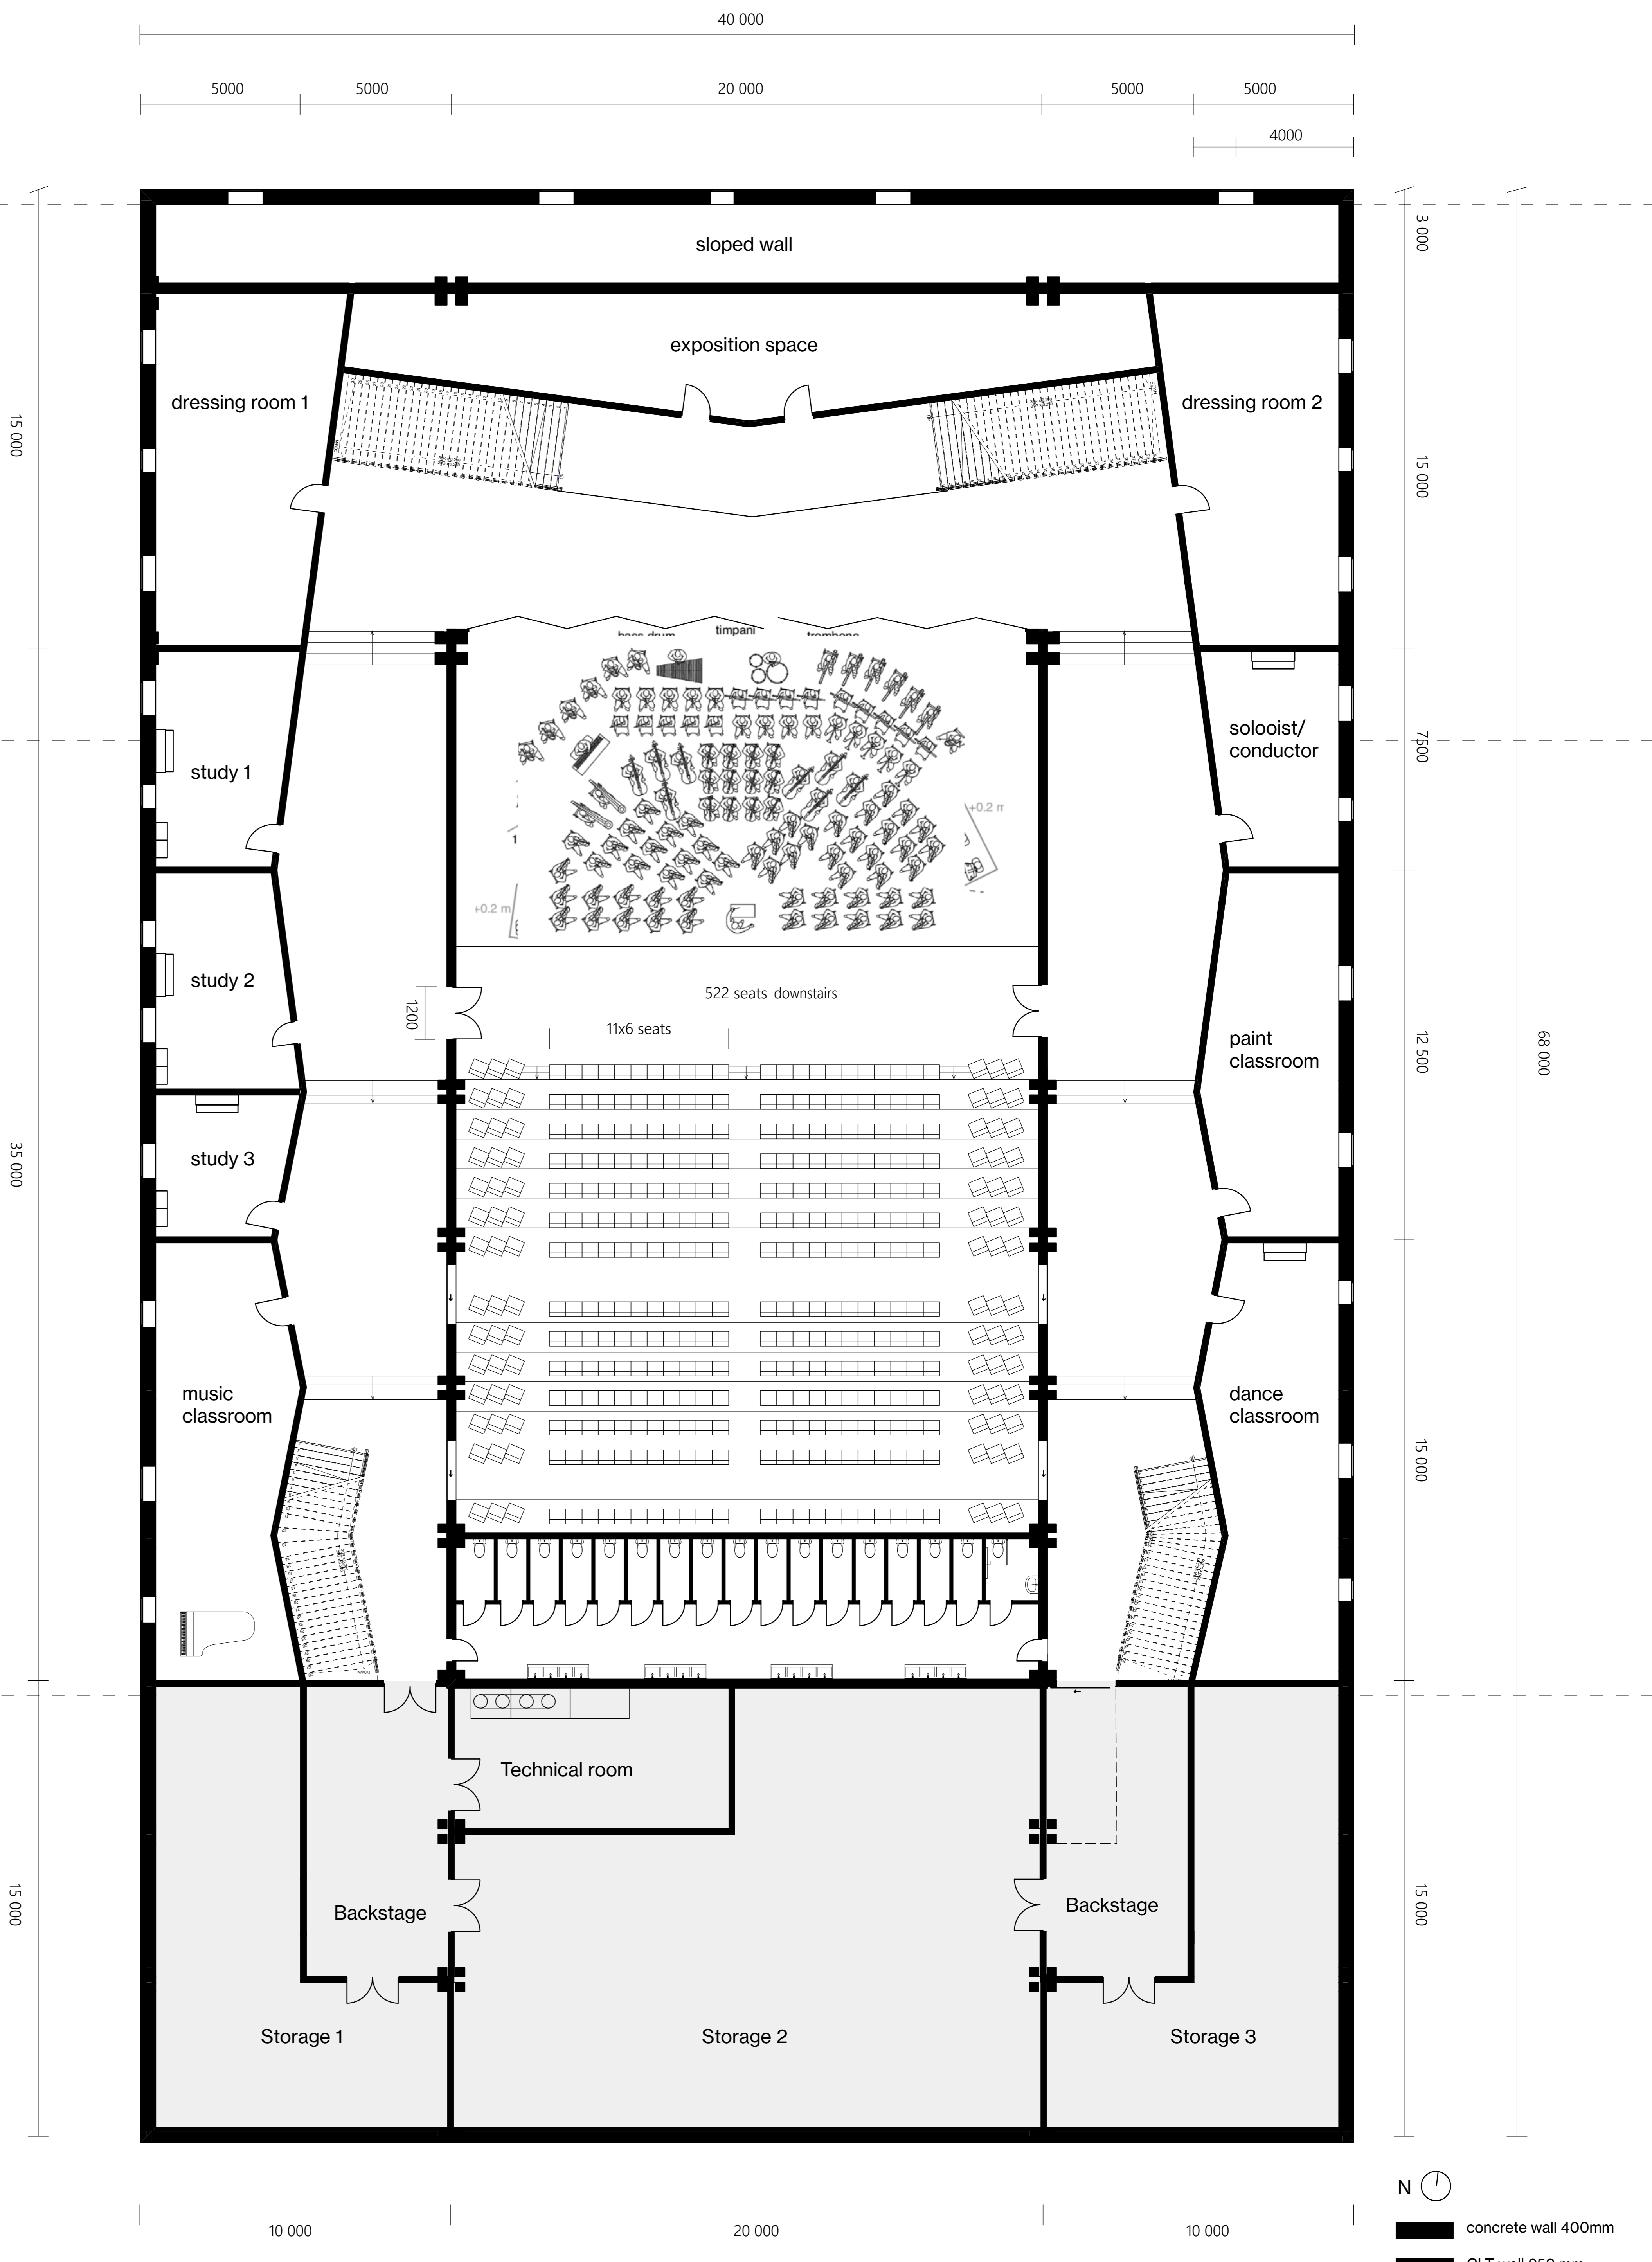 40 000
5000
5000
20 000
5000
5000
4000
sloped wall
3 000
exposition space
dressing room 1
dressing room 2
15 000
15 000
timpani
solooist/
conductor
7500
study 1
+0.2 m
+0.2 m
study 2
522 seats downstairs
1200
11x6 seats
paint
classroom
12 500
68 000
study 3
35 000
music
classroom
dance
classroom
15 000
DOWN
Technical room
Backstage
Backstage
15 000
15 000
Storage 1
Storage 2
Storage 3
N
10 000
20 000
10 000
concrete wall 400mm